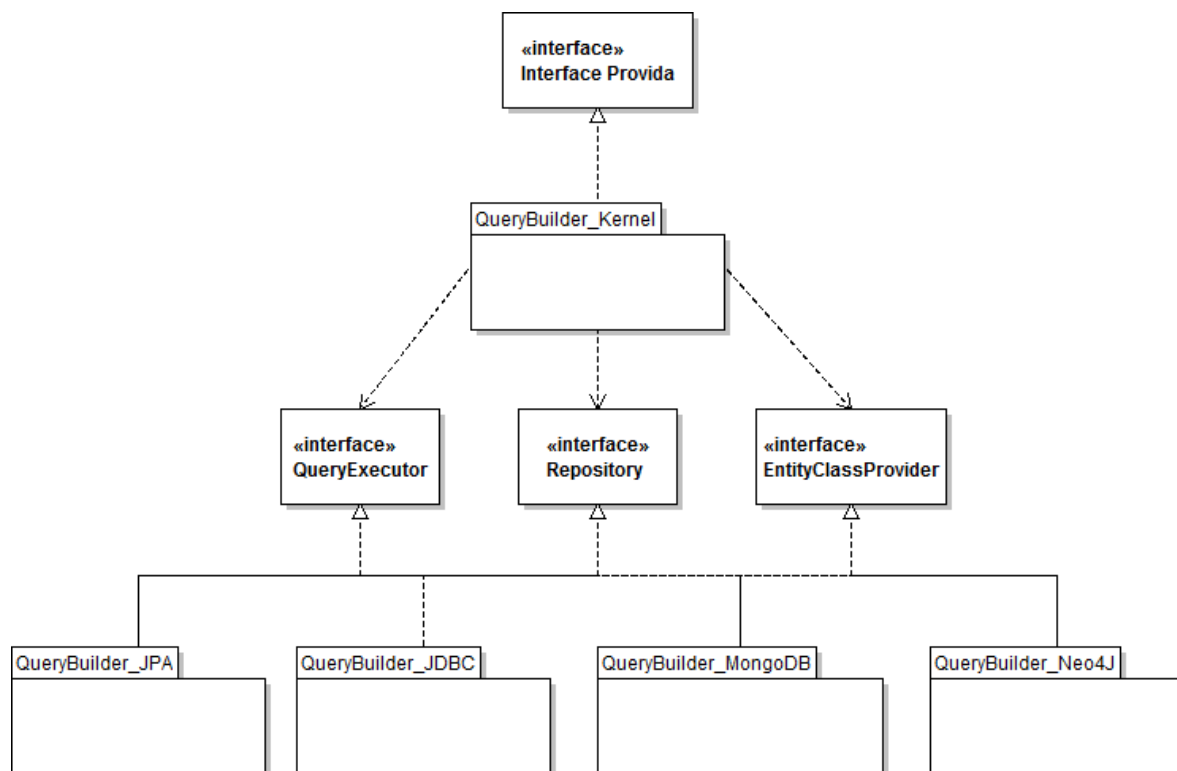 «interface»
Interface Provida
QueryBuilder_Kernel
«interface»
QueryExecutor
«interface»
Repository
«interface»
EntityClassProvider
QueryBuilder_JPA
QueryBuilder_JDBC
QueryBuilder_MongoDB
QueryBuilder_Neo4J